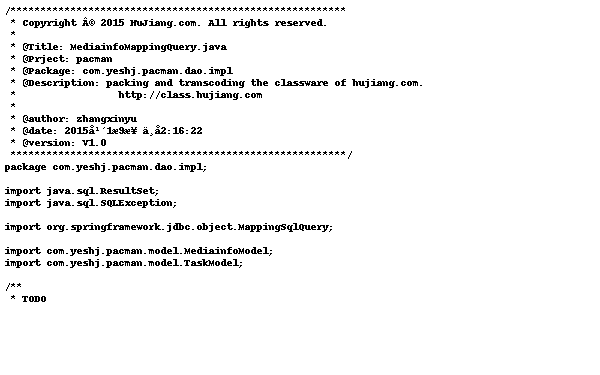 /********************************************************
* Copyright Â© 2015 HuJiang.com. All rights reserved.
*
* @Title: MediainfoMappingQuery.java
* @Prject: pacman
* @Package: com.yeshj.pacman.dao.impl
* @Description: packing and transcoding the classware of hujiang.com.
* http://class.hujiang.com
*
* @author: zhangxinyu
* @date: 2015å¹´1æ9æ¥ ä¸å2:16:22
* @version: V1.0
********************************************************/
package com.yeshj.pacman.dao.impl;
import java.sql.ResultSet;
import java.sql.SQLException;
import org.springframework.jdbc.object.MappingSqlQuery;
import com.yeshj.pacman.model.MediainfoModel;
import com.yeshj.pacman.model.TaskModel;
/**
* TODO